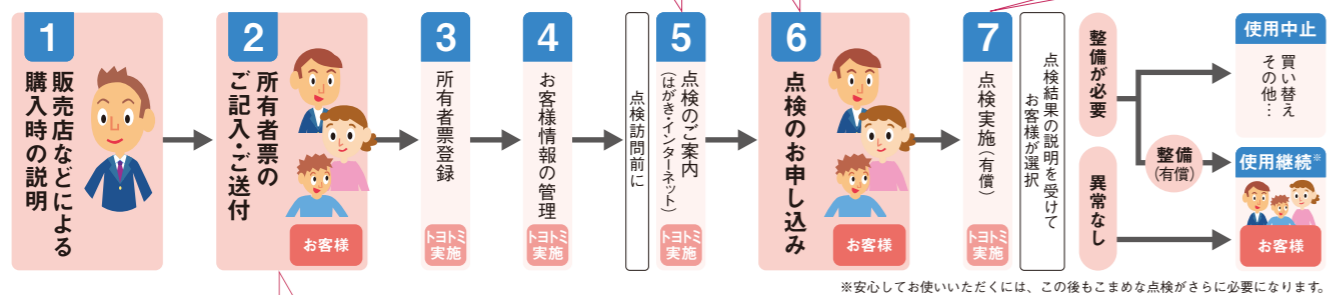 1
販売店などによる
購入時の説明
2
所有者票の
ご記入・ご送付
お客様
3
所有者票登録
トヨトミ
実施
4
お客様情報の管理
トヨトミ
実施
点検訪問前に
5
点検のご案内
(はがき・インターネット)
トヨトミ
実施
6
点検のお申し込み
お客様
7
点検実施(有償)
トヨトミ
実施
点検結果の説明を受けて
お客様が選択
整備が必要
異常なし
整備
(有償)
使用中止
買い替え
その他…
使用継続※
お客様
※安心してお使いいただくには、この後もこまめな点検がさらに必要になります。